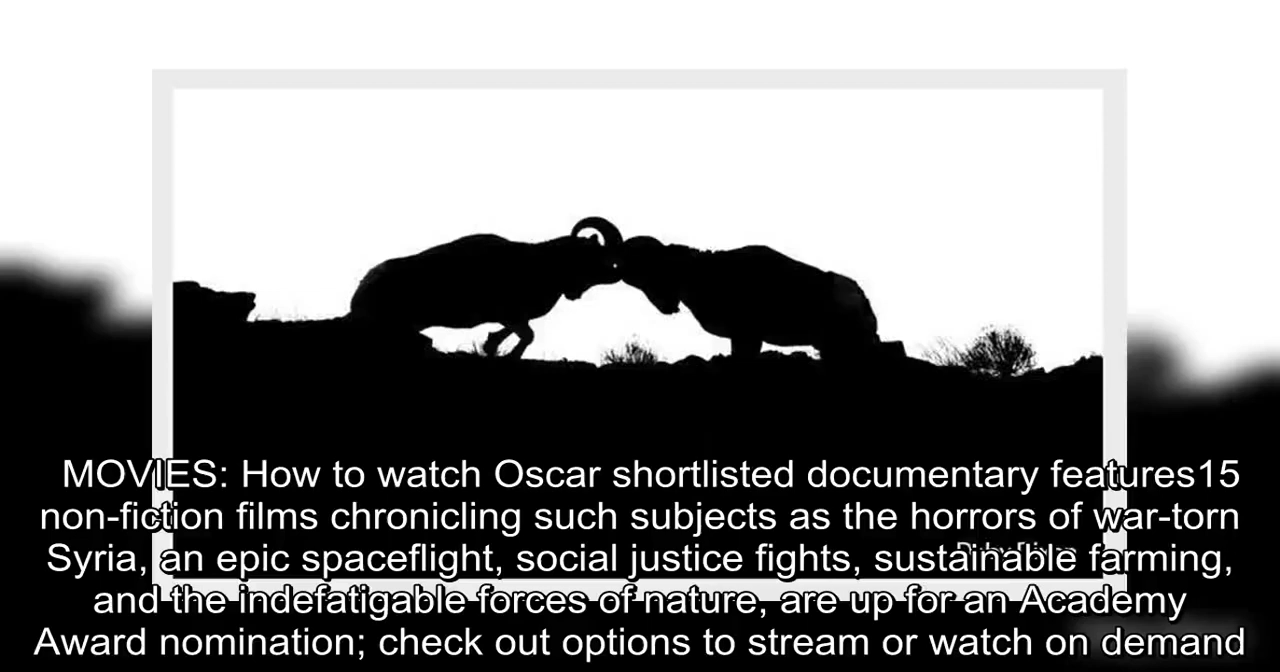 MOVIES: How to watch Oscar shortlisted documentary features15
non-fiction films chronicling such subjects as the horrors of war-torn
Syria, an epic spaceflight, social justice fights, sustainable farming,
and the indefatigable forces of nature, are up for an Academy
Award nomination; check out options to stream or watch on demand